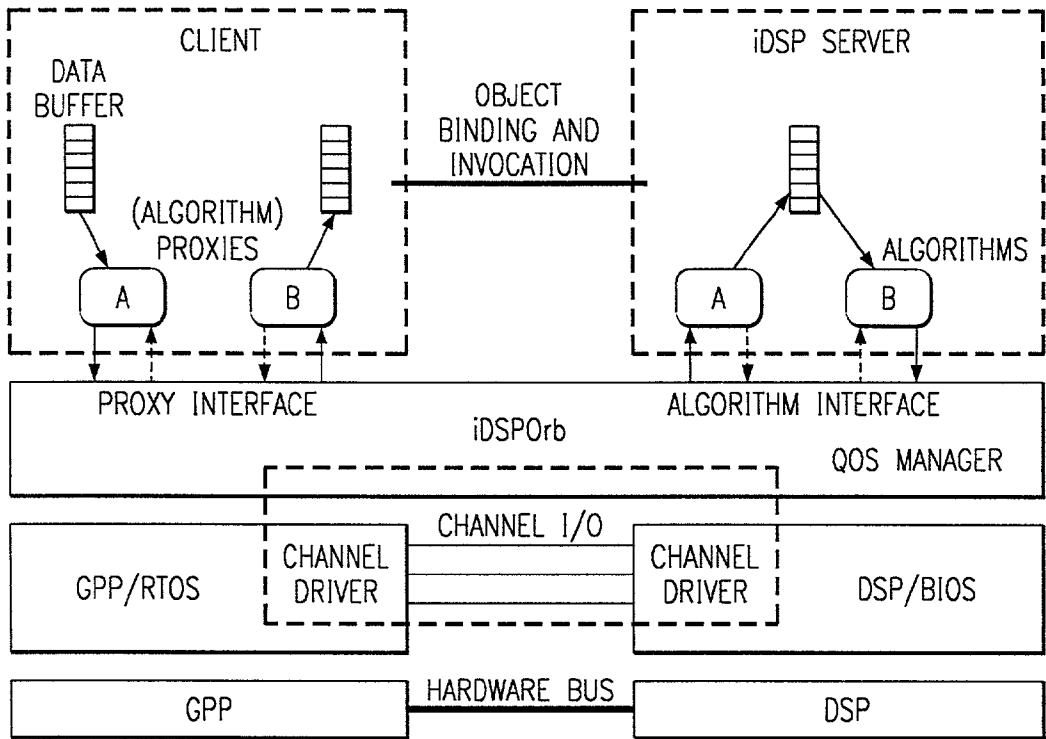 CLIENT
iDSP SERVER
DATA
BUFFER
OBJECT
BINDING AND
INVOCATION
(ALGORITHM)
PROXIES
ALGORITHMS
A
B
A
B
PROXY INTERFACE
ALGORITHM INTERFACE
iDSPOrb
QOS MANAGER
CHANNEL I/O
GPP/RTOS
CHANNEL
DRIVER
CHANNEL
DRIVER
DSP/BIOS
GPP
HARDWARE BUS
DSP